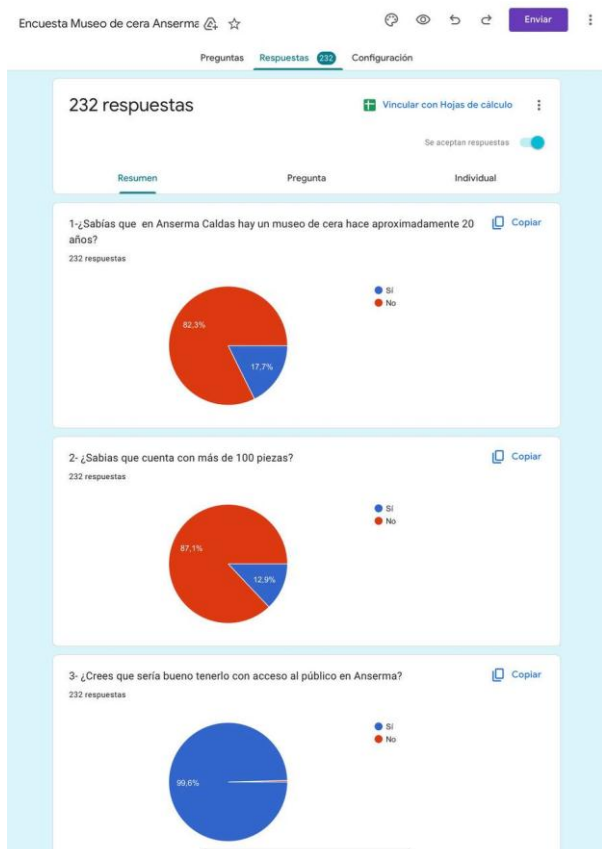 Encuesta Museo de cera Anserma
Enviar
Preguntas Respuestas 232 Configuración
232 respuestas
Vincular con Hojas de cálculo
Se aceptan respuestas
Resumen Pregunta Individual
1-¿Sabías que en Anserma Caldas hay un museo de cera hace aproximadamente 20
años?
Copiar
232 respuestas
Sí
No
82,3%
17,7%
2- ¿Sabias que cuenta con más de 100 piezas?
Copiar
232 respuestas
Sí
No
87,1%
12,9%
3- ¿Crees que sería bueno tenerlo con acceso al público en Anserma?
Copiar
232 respuestas
Sí
No
99,6%